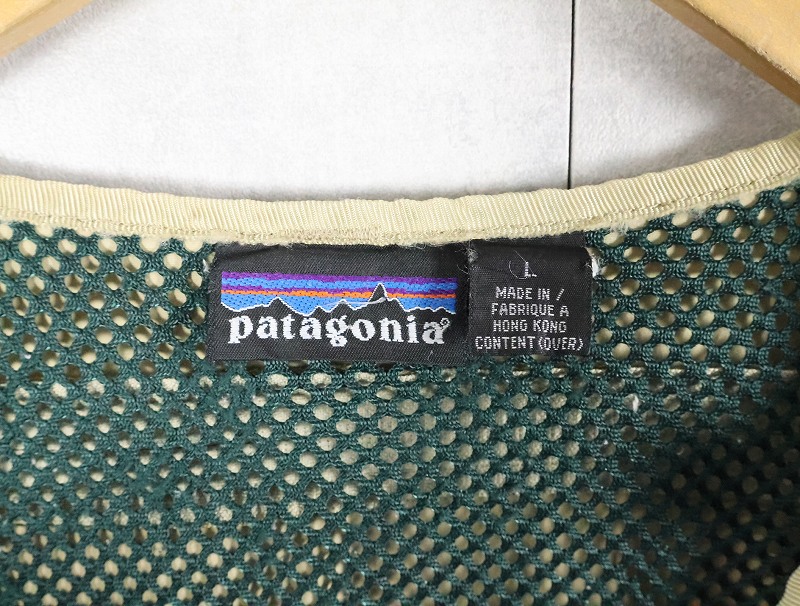 patagonia®
L
MADE IN /
FABRIQUE A
HONG KONG
CONTENT (OVER)